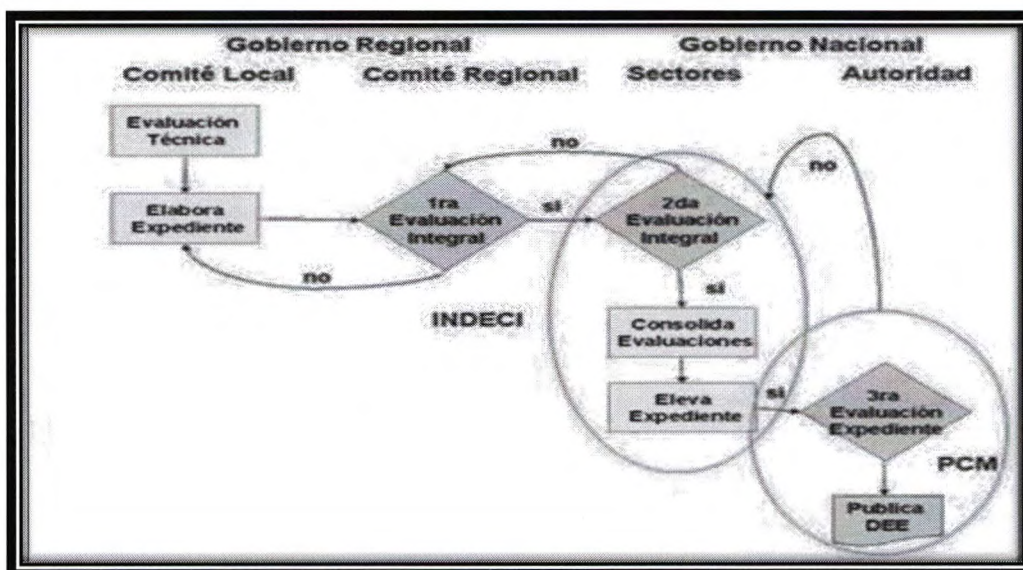 Gobierno Regional
Gobierno Nacional
Comité Local
Comité Regional
Sectores
Autoridad
Evaluación
Técnica
Elabora
Expediente
1ra
Evaluación
Integral
si
no
no
2da
Evaluación
Integral
si
INDECI
Consolida
Evaluaciones
Eleva
Expediente
si
no
3ra
Evaluación
Expediente
PCM
Publica
DEE